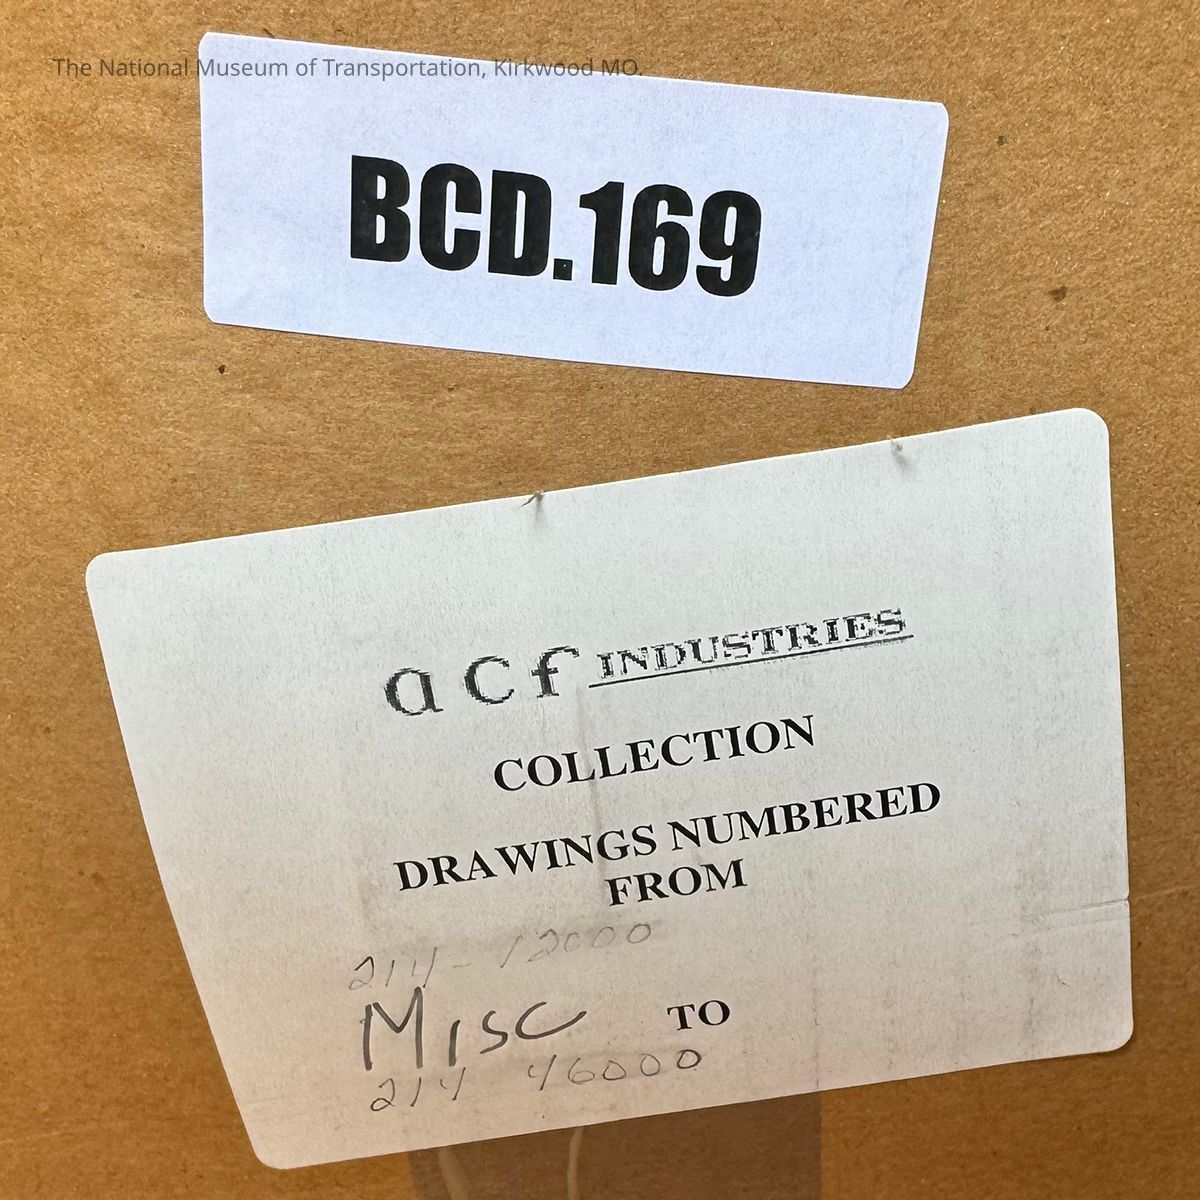 The National Museum of Transportation, Kirkwood MO.
BCD.169
acf INDUSTRIES
COLLECTION
DRAWINGS NUMBERED
FROM
214 - 12000
MISC TO
214 46000